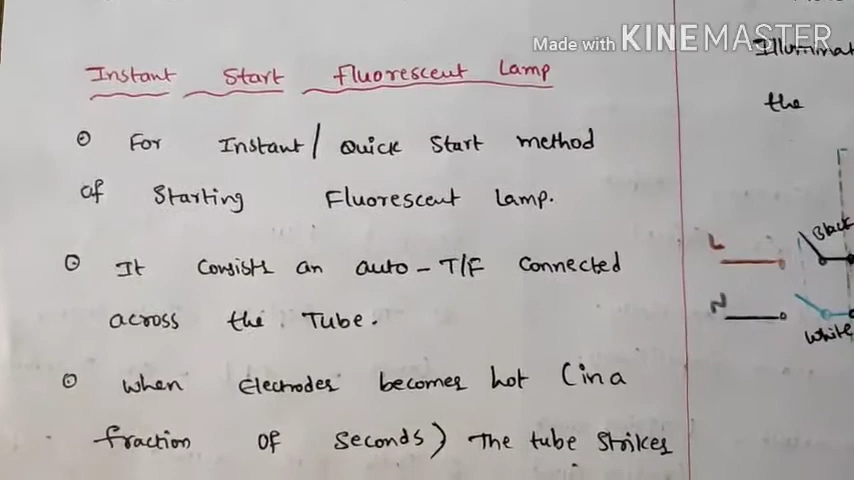 Made with KINEMASTER
Instant Start Fluorescent Lamp
For Instant / Quick Start method
of Starting Fluorescent Lamp.
It Consists an auto - T/F Connected
across the Tube.
When Electrodes becomes hot (in a
fraction of Seconds) The tube Strikes
Illuminat
the
Black
L
N
White